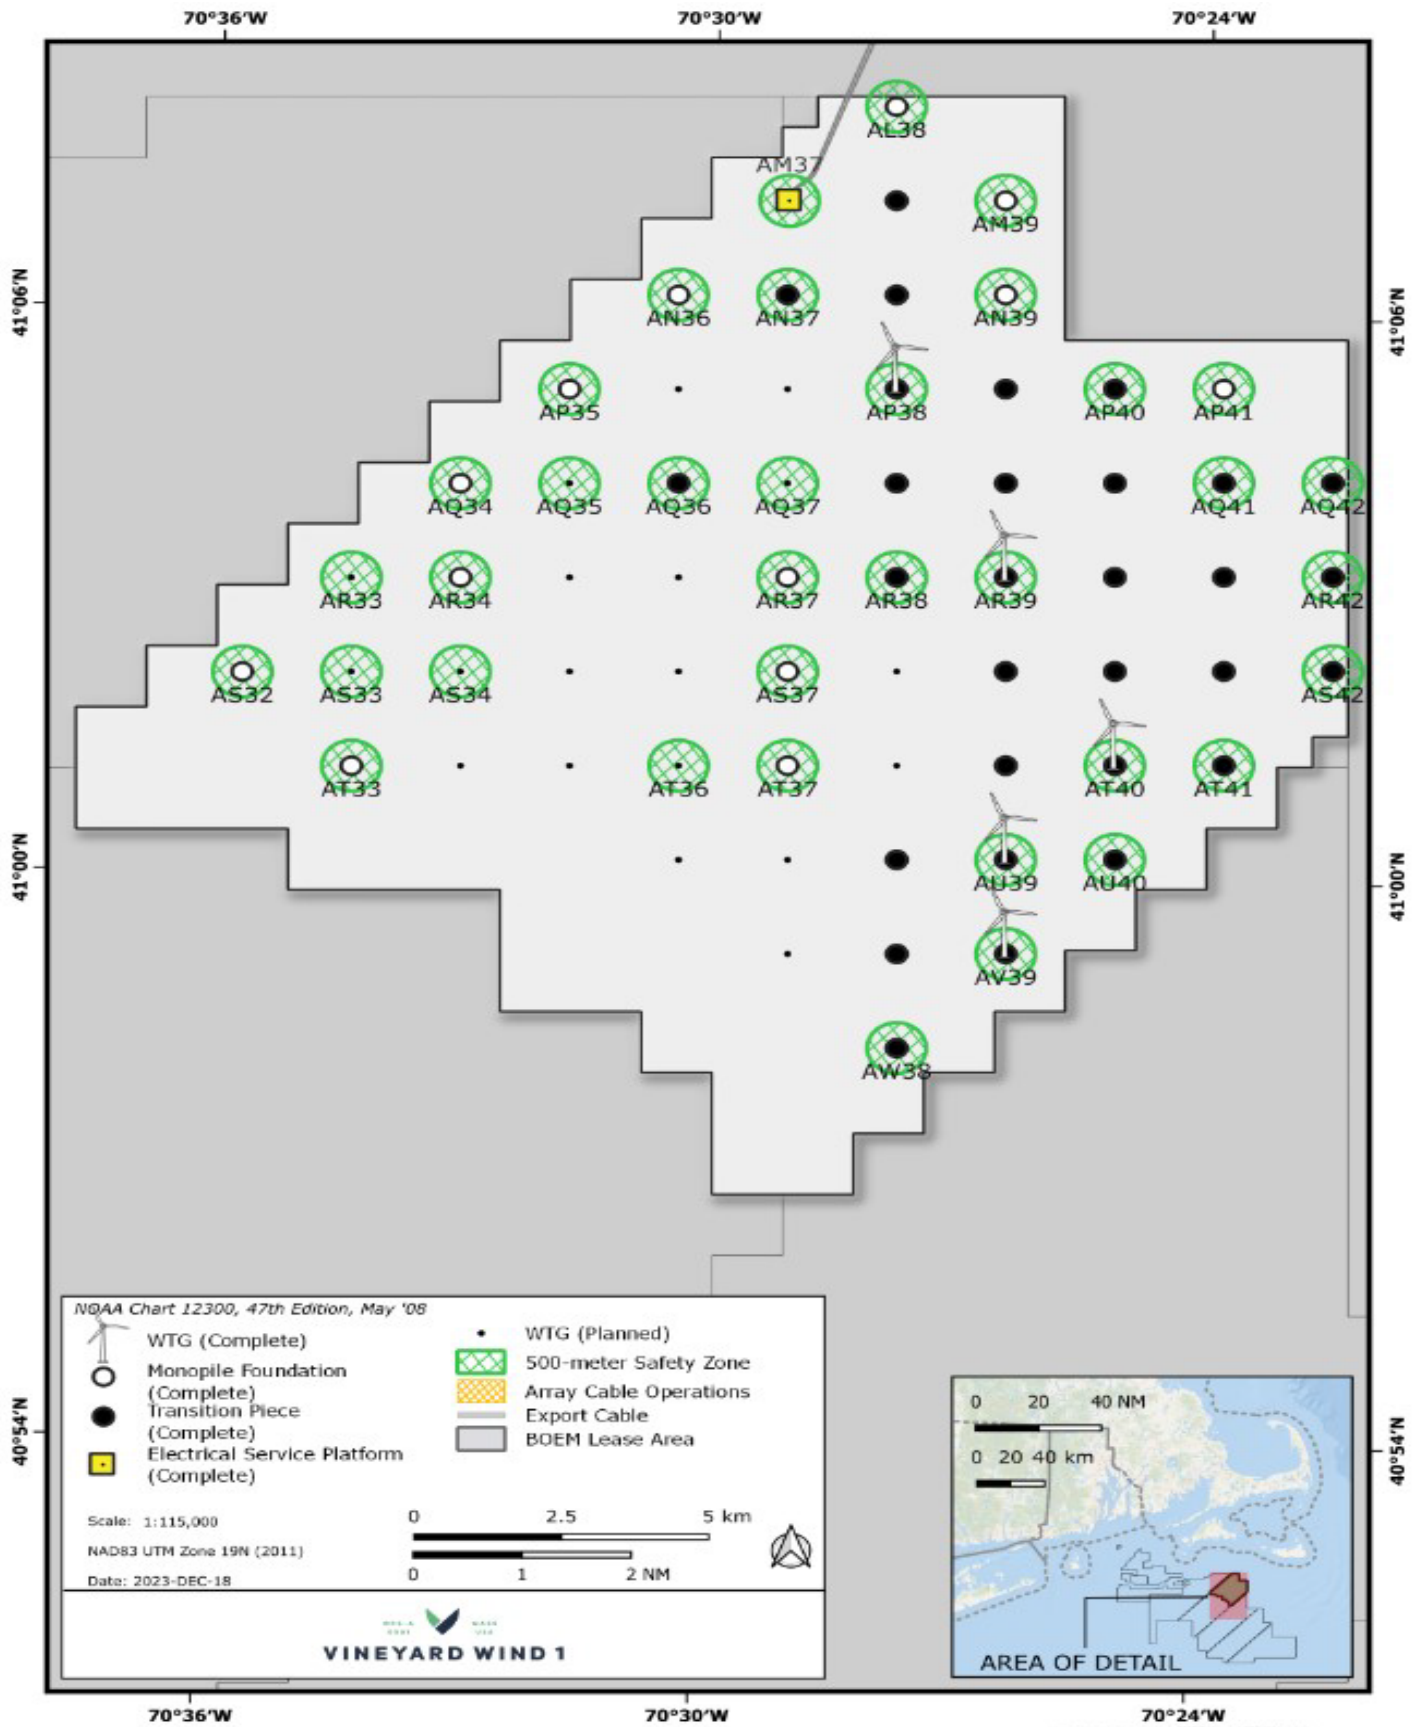 70°36'W 70°30'W 70°24'W
AL38
AM37
AM39
41°06'N
41°06'N
AN36 AN37 AN39
AP35 AP38 AP40 AP41
AQ34 AQ35 AQ36 AQ37 AQ41 AQ42
AR33 AR34 AR37 AR38 AR39 AR42
AS32 AS33 AS34 AS37 AS42
AT33 AT36 AT37 AT40 AT41
41°00'N
41°00'N
AU39 AU40
AV39
AW38
NOAA Chart 12300, 47th Edition, May '08
WTG (Complete)
Monopile Foundation
(Complete)
Transition Piece
(Complete)
Electrical Service Platform
(Complete)
WTG (Planned)
500-meter Safety Zone
Array Cable Operations
Export Cable
BOEM Lease Area
40°54'N
40°54'N
Scale: 1:115,000
NAD83 UTM Zone 19N (2011)
Date: 2023-DEC-18
0 2.5 5 km
0 1 2 NM
VINEYARD WIND 1
0 20 40 NM
0 20 40 km
AREA OF DETAIL
70°36'W 70°30'W 70°24'W